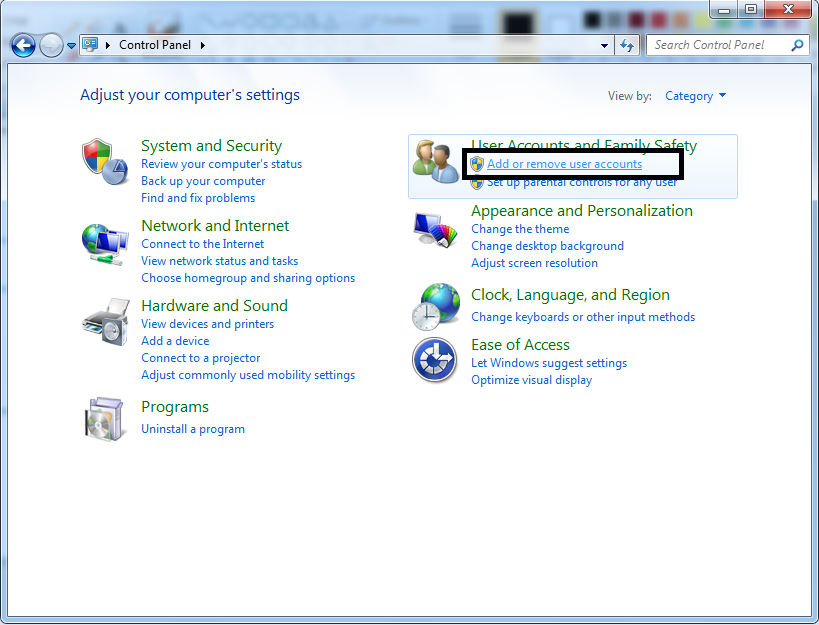 Control Panel
Search Control Panel
Adjust your computer's settings
View by: Category
System and Security
Review your computer's status
Back up your computer
Find and fix problems
Network and Internet
Connect to the Internet
View network status and tasks
Choose homegroup and sharing options
Hardware and Sound
View devices and printers
Add a device
Connect to a projector
Adjust commonly used mobility settings
Programs
Uninstall a program
User Accounts and Family Safety
Add or remove user accounts
Set up parental controls for any user
Appearance and Personalization
Change the theme
Change desktop background
Adjust screen resolution
Clock, Language, and Region
Change keyboards or other input methods
Ease of Access
Let Windows suggest settings
Optimize visual display